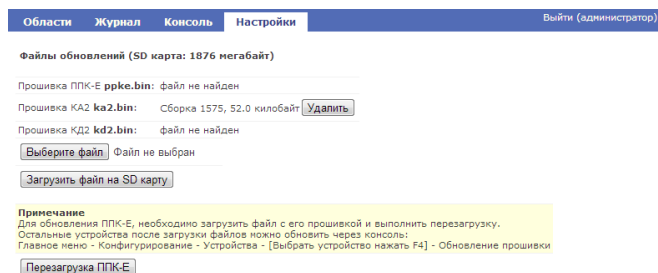 Области Журнал Консоль Настройки Выйти (администратор)
Файлы обновлений (SD карта: 1876 мегабайт)
Прошивка ППК-Е ppke.bin: файл не найден
Прошивка КА2 ka2.bin: Сборка 1575, 52.0 килобайт Удалить
Прошивка КД2 kd2.bin: файл не найден
Выберите файл Файл не выбран
Загрузить файл на SD карту
Примечание
Для обновления ППК-Е, необходимо загрузить файл с его прошивкой и выполнить перезагрузку.
Остальные устройства после загрузки файлов можно обновить через консоль:
Главное меню - Конфигурирование - Устройства - [Выбрать устройство нажать F4] - Обновление прошивки
Перезагрузка ППК-Е